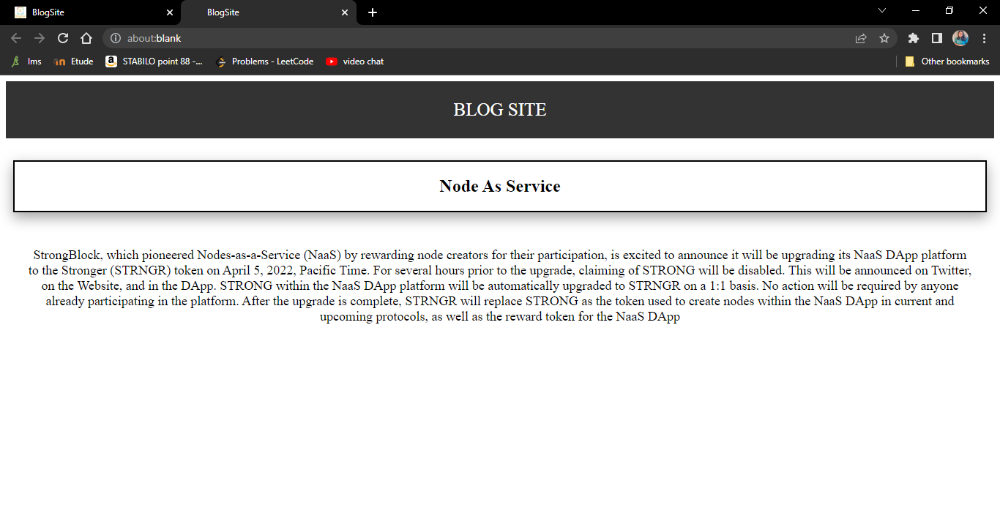 BlogSite
BlogSite
about:blank
lms
Etude
STABILO point 88 -...
Problems - LeetCode
video chat
Other bookmarks
BLOG SITE
Node As Service
StrongBlock, which pioneered Nodes-as-a-Service (NaaS) by rewarding node creators for their participation, is excited to announce it will be upgrading its NaaS DApp platform
to the Stronger (STRNGR) token on April 5, 2022, Pacific Time. For several hours prior to the upgrade, claiming of STRONG will be disabled. This will be announced on Twitter,
on the Website, and in the DApp. STRONG within the NaaS DApp platform will be automatically upgraded to STRNGR on a 1:1 basis. No action will be required by anyone
already participating in the platform. After the upgrade is complete, STRNGR will replace STRONG as the token used to create nodes within the NaaS DApp in current and
upcoming protocols, as well as the reward token for the NaaS DApp